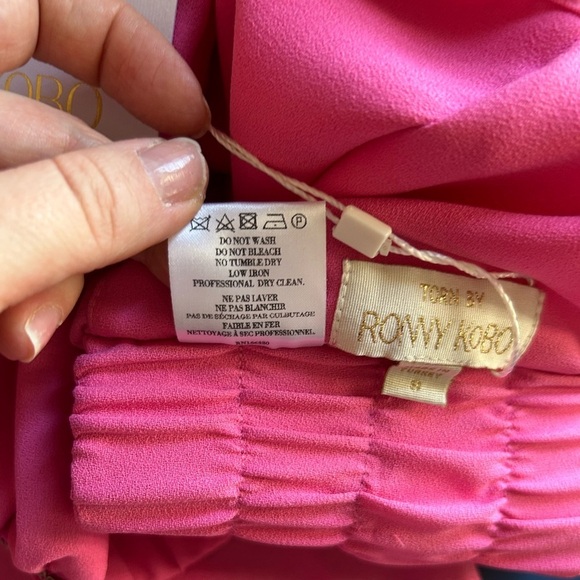 OBO
P
DO NOT WASH
DO NOT BLEACH
NO TUMBLE DRY
LOW IRON
PROFESSIONAL DRY CLEAN.
NE PAS LAVER
NE PAS BLANCHIR
PAS DE SÉCHAGE PAR CULBUTAGE
FAIBLE EN FER
NETTOYAGE À SEC PROFESSIONNEL.
TORN BY
RONNY KOBO